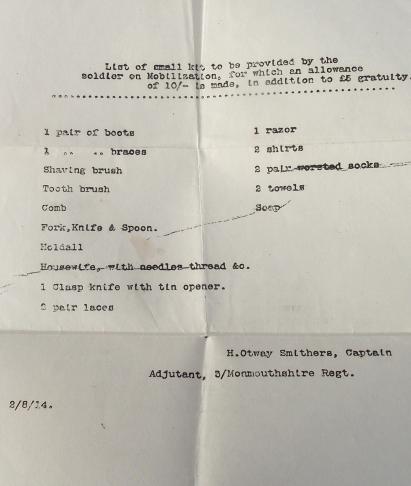 List of small kit to be provided by the
soldier on Mobilization, for which an allowance
of 10/- is made, in addition to £5 gratuity.
1 pair of boots
1 ,, ,, braces
Shaving brush
Tooth brush
Comb
Fork,Knife & Spoon.
Holdall
Housewife, with needles thread &c.
1 Clasp knife with tin opener.
2 pair laces
1 razor
2 shirts
2 pair worsted socks
2 towels
Soap
H.Otway Smithers, Captain
Adjutant, 3/Monmouthshire Regt.
2/8/14.